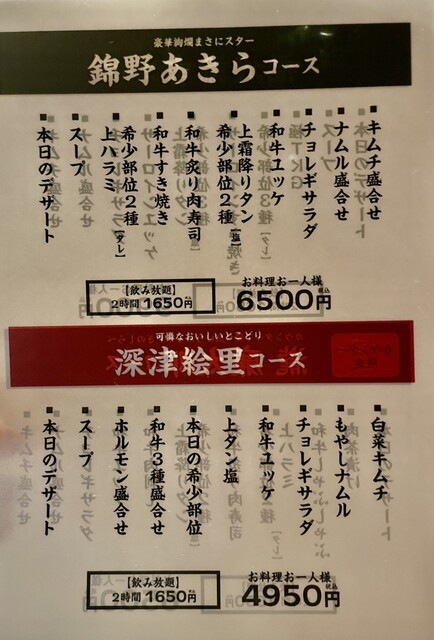 豪華絢爛まさにスター
錦野あきらコース
■キムチ盛合せ
■ナムル盛合せ
■チョレギサラダ
■和牛ユッケ
■上霜降りタン
■希少部位2種[塩]
■和牛炙り肉寿司
■和牛すき焼き
■希少部位2種[タレ]
■上ハラミ
■スープ
■本日のデザート
【飲み放題】
2時間 1650円税込
お料理お一人様
6500円税込
可憐なおいしいとこどり
深津絵里コース
■白菜キムチ
■もやしナムル
■チョレギサラダ
■和牛ユッケ
■上タン塩
■本日の希少部位
■和牛3種盛合せ
■ホルモン盛合せ
■スープ
■本日のデザート
【飲み放題】
2時間 1650円税込
お料理お一人様
4950円税込